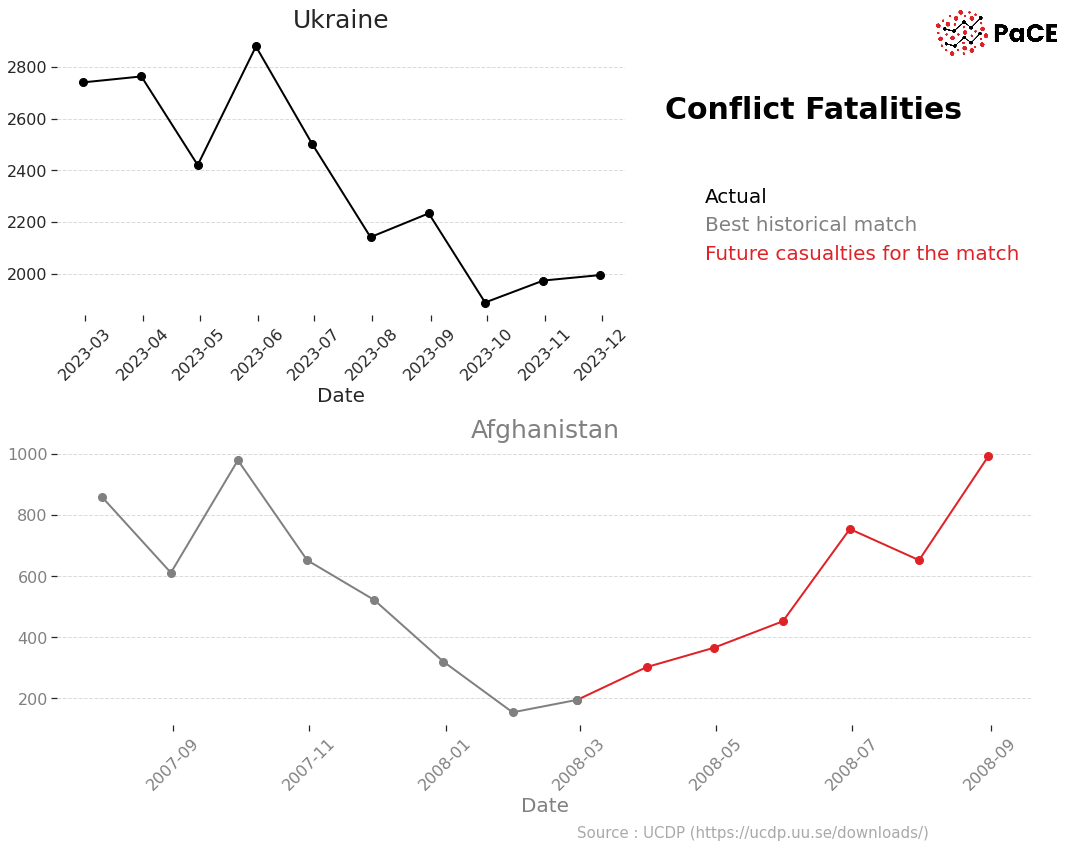 Ukraine
PaCE
Conflict Fatalities
Actual
Best historical match
Future casualties for the match
2800
2600
2400
2200
2000
2023-03
2023-04
2023-05
2023-06
2023-07
2023-08
2023-09
2023-10
2023-11
2023-12
Date
Afghanistan
1000
800
600
400
200
2007-09
2007-11
2008-01
2008-03
2008-05
2008-07
2008-09
Date
Source : UCDP (https://ucdp.uu.se/downloads/)